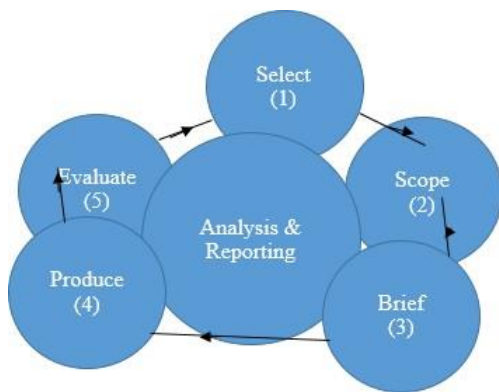 Select
(1)
Scope
(2)
Brief
(3)
Produce
(4)
Evaluate
(5)
Analysis &
Reporting